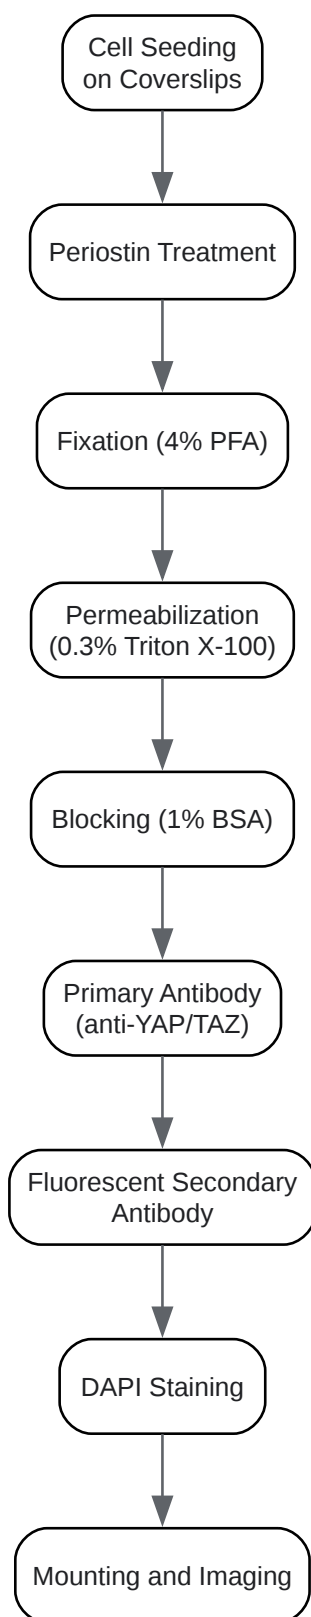 Cell Seeding
on Coverslips
Periostin Treatment
Fixation (4% PFA)
Permeabilization
(0.3% Triton X-100)
Blocking (1% BSA)
Primary Antibody
(anti-YAP/TAZ)
Fluorescent Secondary
Antibody
DAPI Staining
Mounting and Imaging